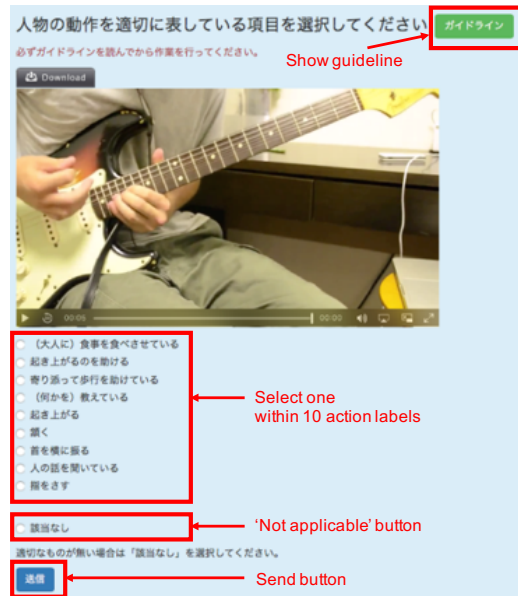 人物の動作を適切に表している項目を選択してください
ガイドライン
必ずガイドラインを読んでから作業を行ってください。
Show guideline
Download
00:05
00:00
（大人に）食事を食べさせている
起き上がるのを助ける
寄り添って歩行を助けている
（何かを）教えている
起き上がる
頷く
首を横に振る
人の話を聞いている
指をさす
Select one
within 10 action labels
該当なし
'Not applicable' button
適切なものが無い場合は「該当なし」を選択してください。
送信
Send button